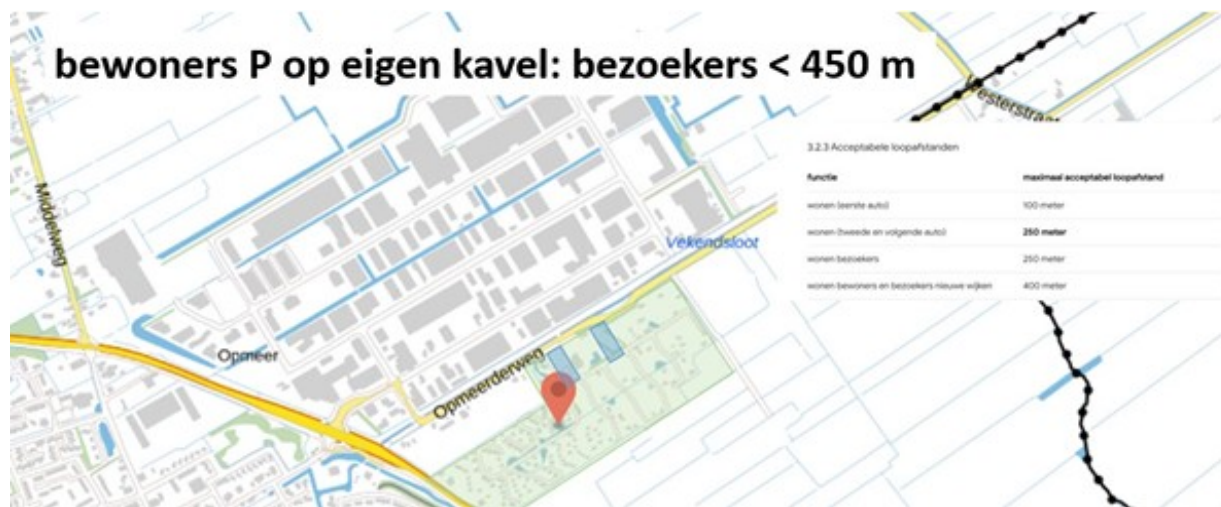 bewoners P op eigen kavel: bezoekers < 450 m
Middelweg
Opmeer
Opmeerderweg
Vekendsloot
3.2.3 Acceptabele loopafstanden
functie maximaal acceptabel loopafstand
wonen (eerste auto) 100 meter
wonen (tweede en volgende auto) 250 meter
wonen bezoekers 250 meter
wonen bewoners en bezoekers nieuwe wijken 400 meter